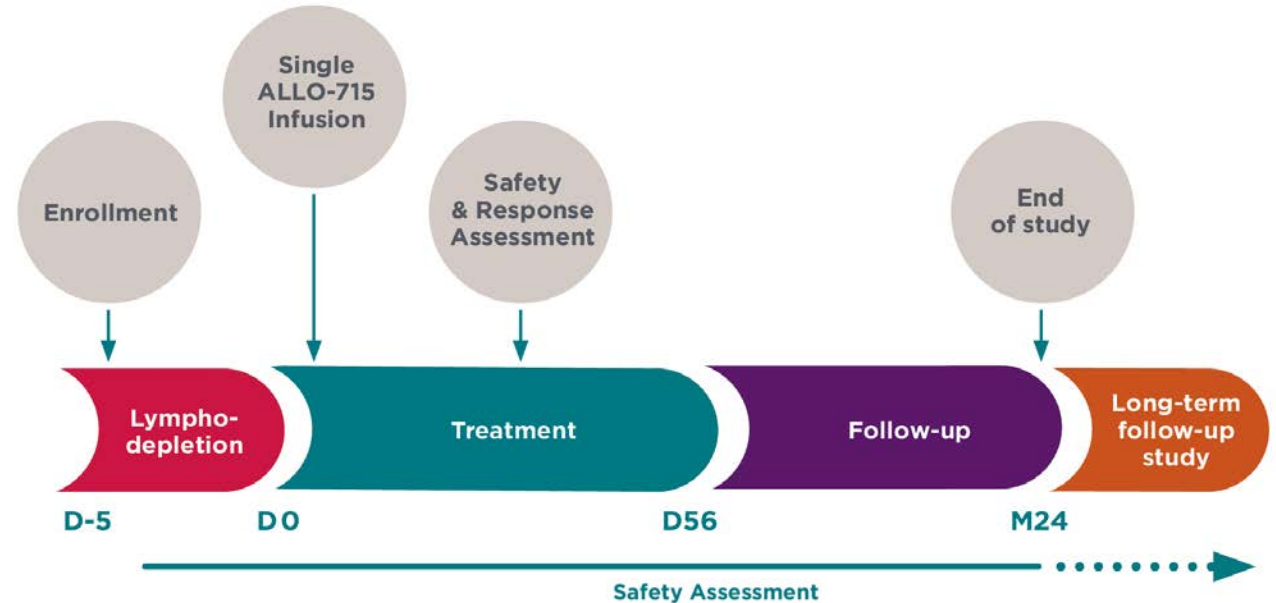 Single
ALLO-715
Infusion
Enrollment
Safety
& Response
Assessment
End
of study
Lympho-
depletion
Treatment
Follow-up
Long-term
follow-up
study
D-5
D0
D56
M24
Safety Assessment